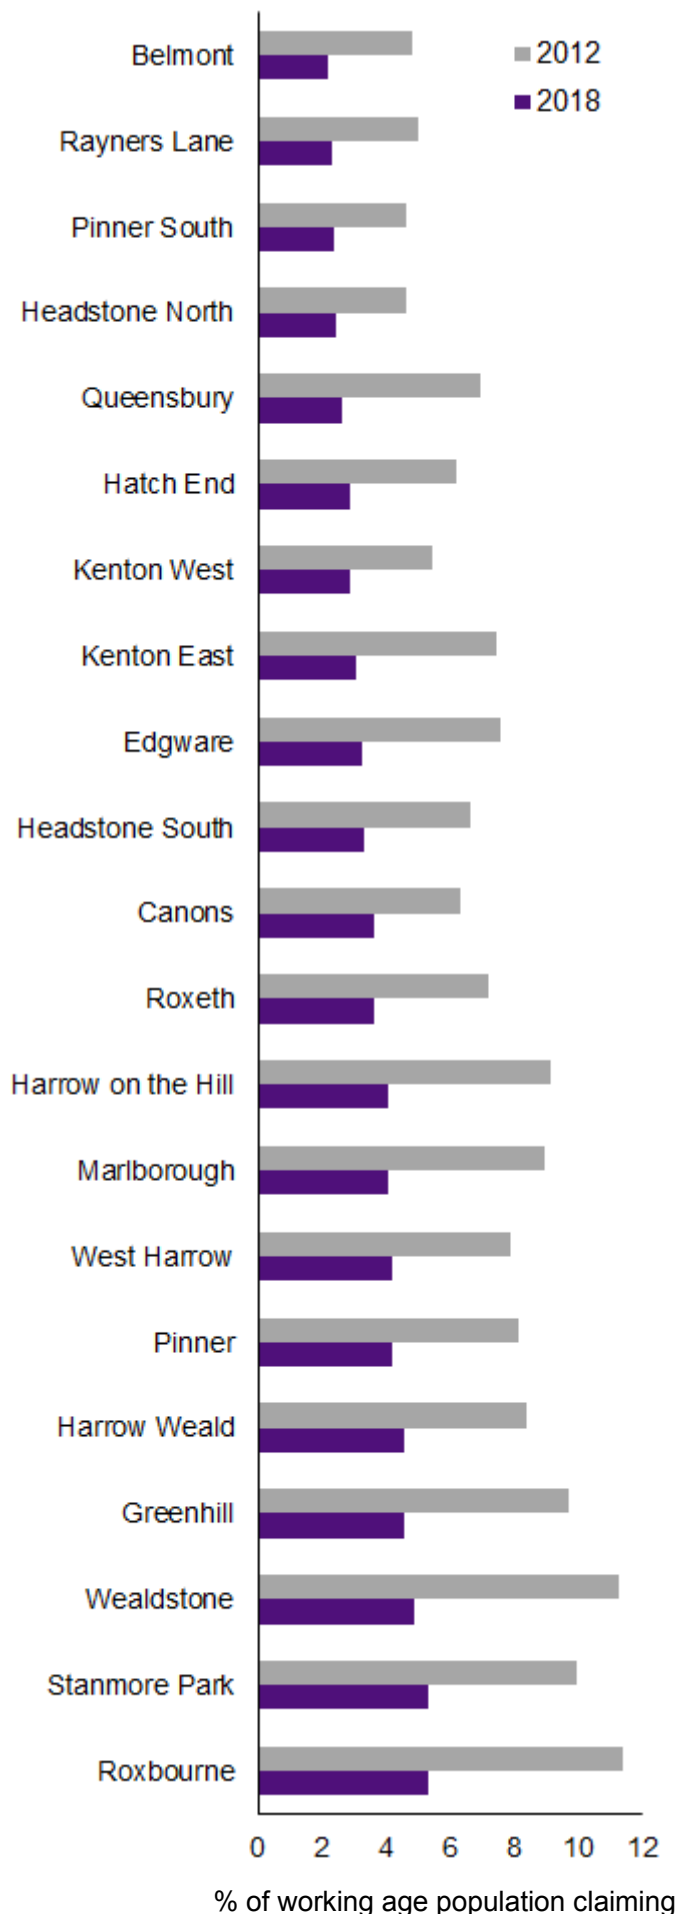 Belmont
2012
2018
Rayners Lane
Pinner South
Headstone North
Queensbury
Hatch End
Kenton West
Kenton East
Edgware
Headstone South
Canons
Roxeth
Harrow on the Hill
Marlborough
West Harrow
Pinner
Harrow Weald
Greenhill
Wealdstone
Stanmore Park
Roxbourne
0 2 4 6 8 10 12
% of working age population claiming